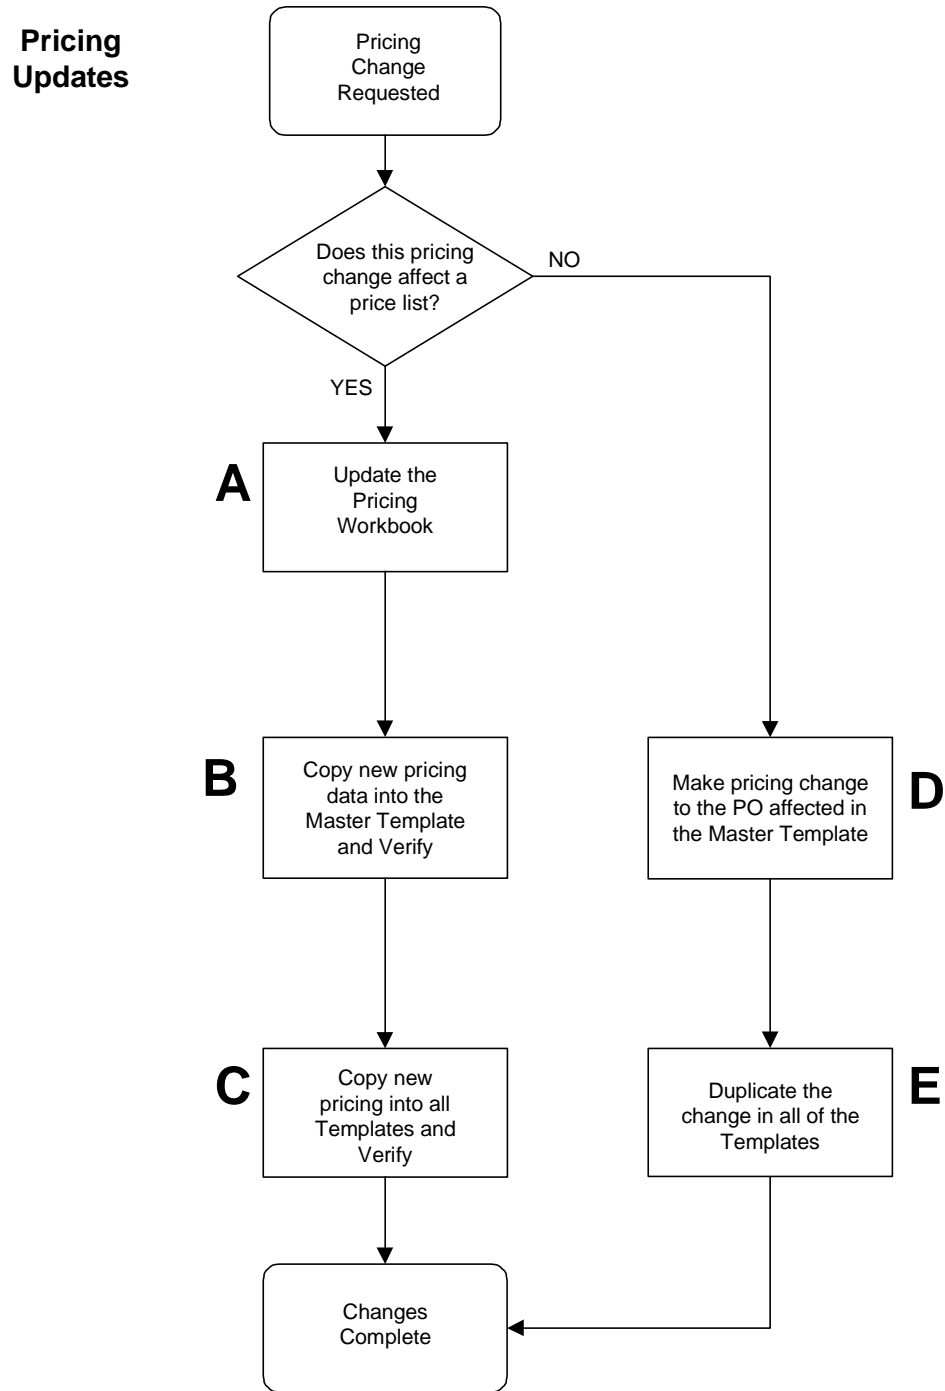 Pricing
Updates
Pricing
Change
Requested
Does this pricing
change affect a
price list?
NO
YES
A
Update the
Pricing
Workbook
B
Copy new pricing
data into the
Master Template
and Verify
Make pricing change
to the PO affected in
the Master Template
D
C
Copy new
pricing into all
Templates and
Verify
Duplicate the
change in all of the
Templates
E
Changes
Complete